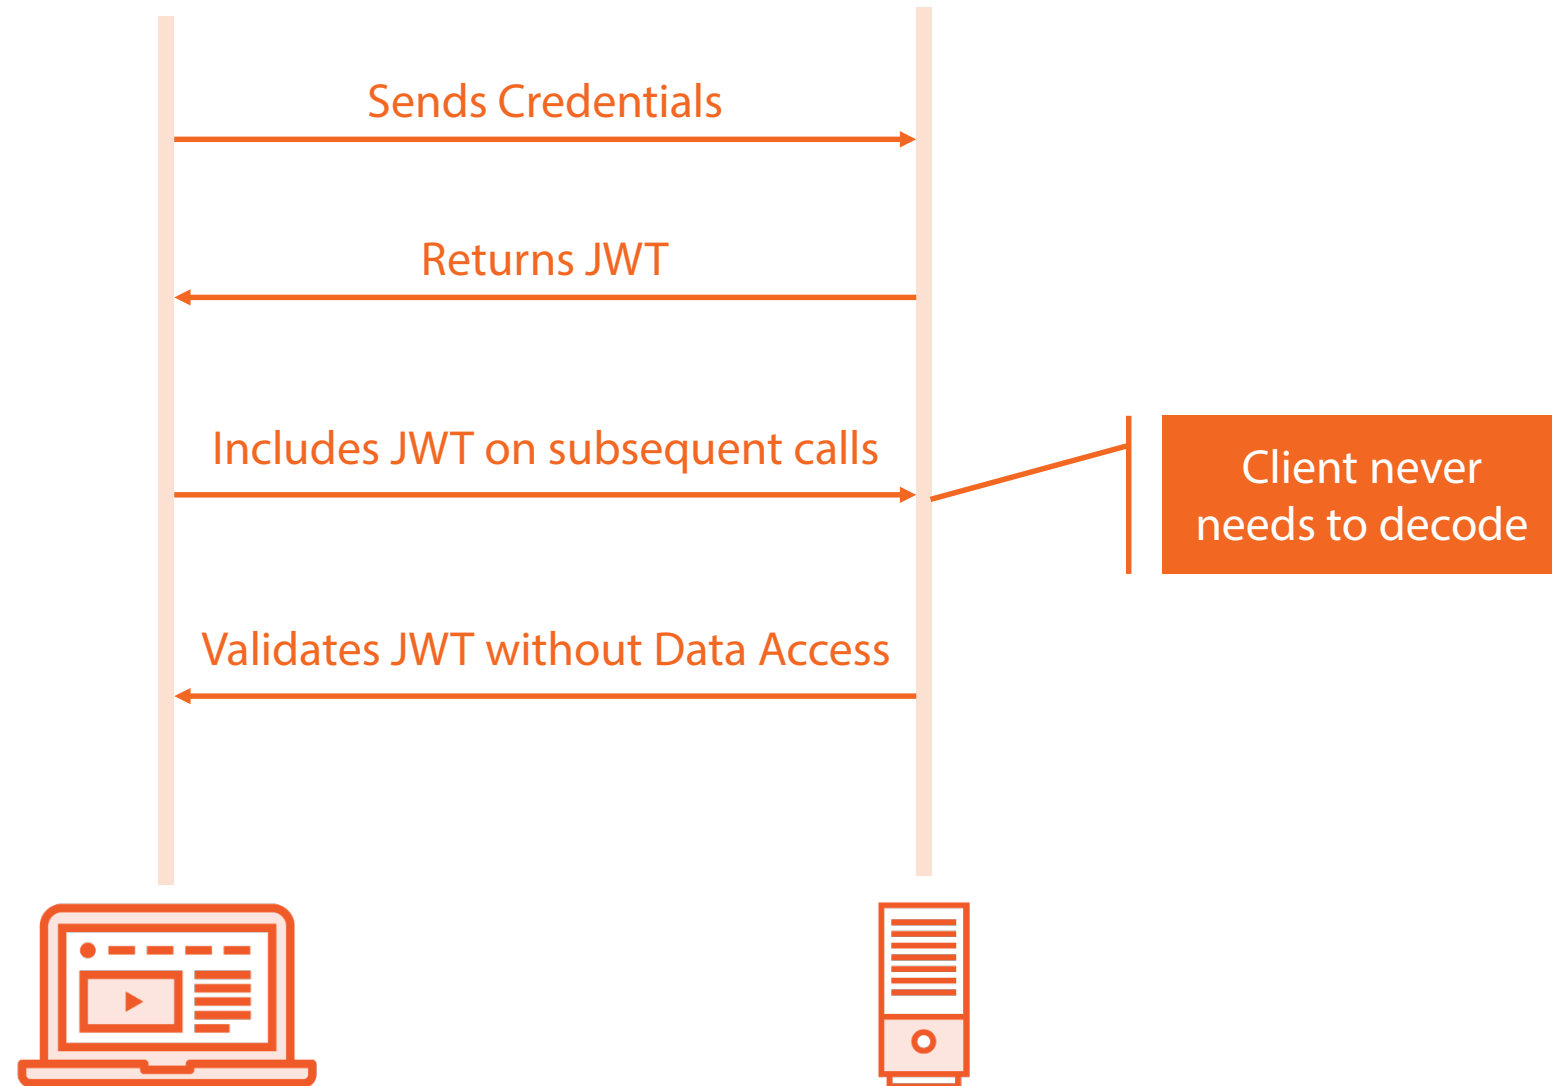 Sends Credentials
Returns JWT
Includes JWT on subsequent calls
Client never
needs to decode
Validates JWT without Data Access